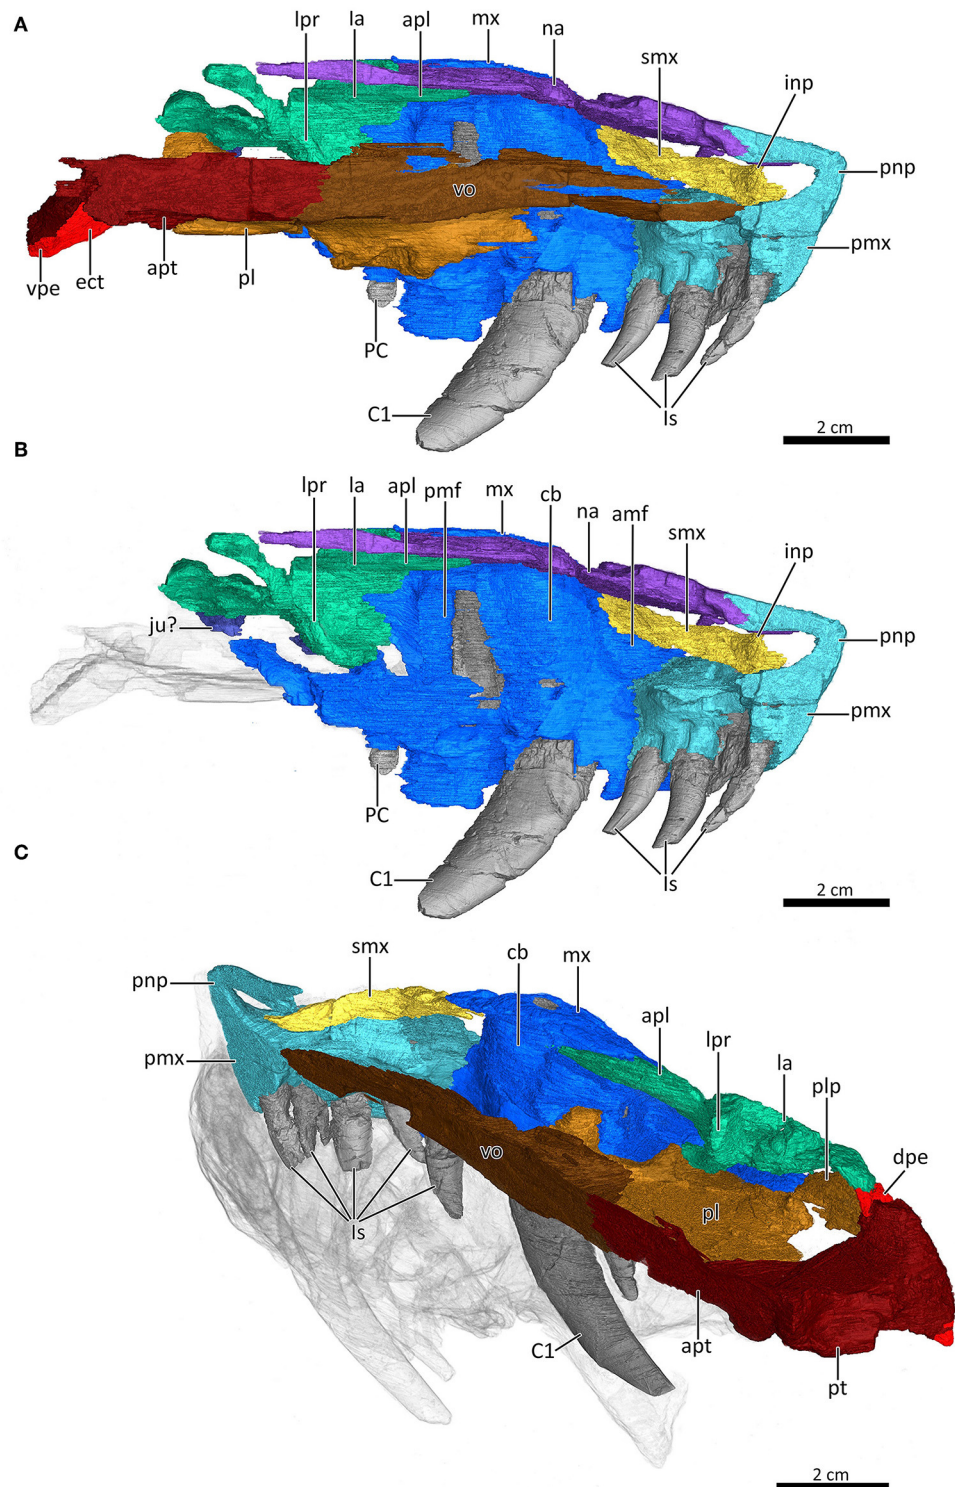 A
lpr la apl mx na smx inp
pnp
vo
pmx
vpe ect apt pl
PC
C1
Is
2 cm
B
lpr la apl pmf mx cb na amf smx inp
ju?
pnp
pmx
PC
C1
Is
2 cm
C
pnp smx cb mx
apl
lpr
la
plp
pmx
vo
dpe
pl
Is
C1
apt
pt
2 cm